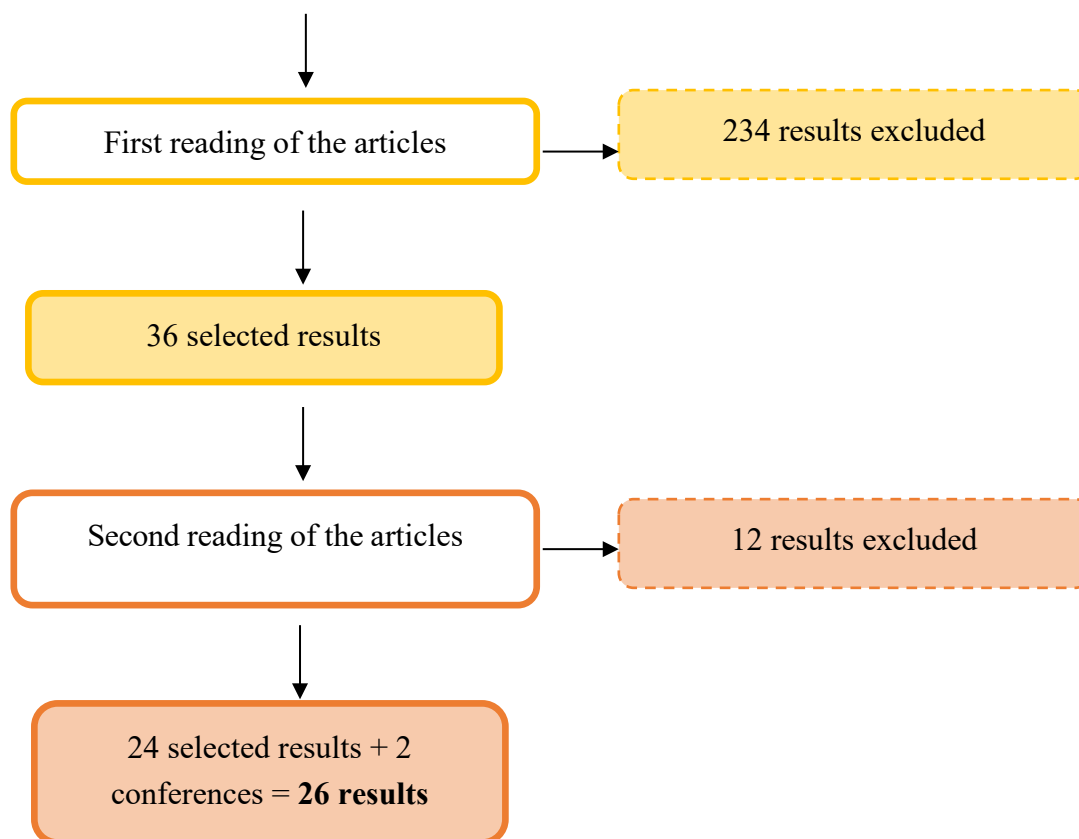 First reading of the articles
234 results excluded
36 selected results
Second reading of the articles
12 results excluded
24 selected results + 2
conferences = 26 results